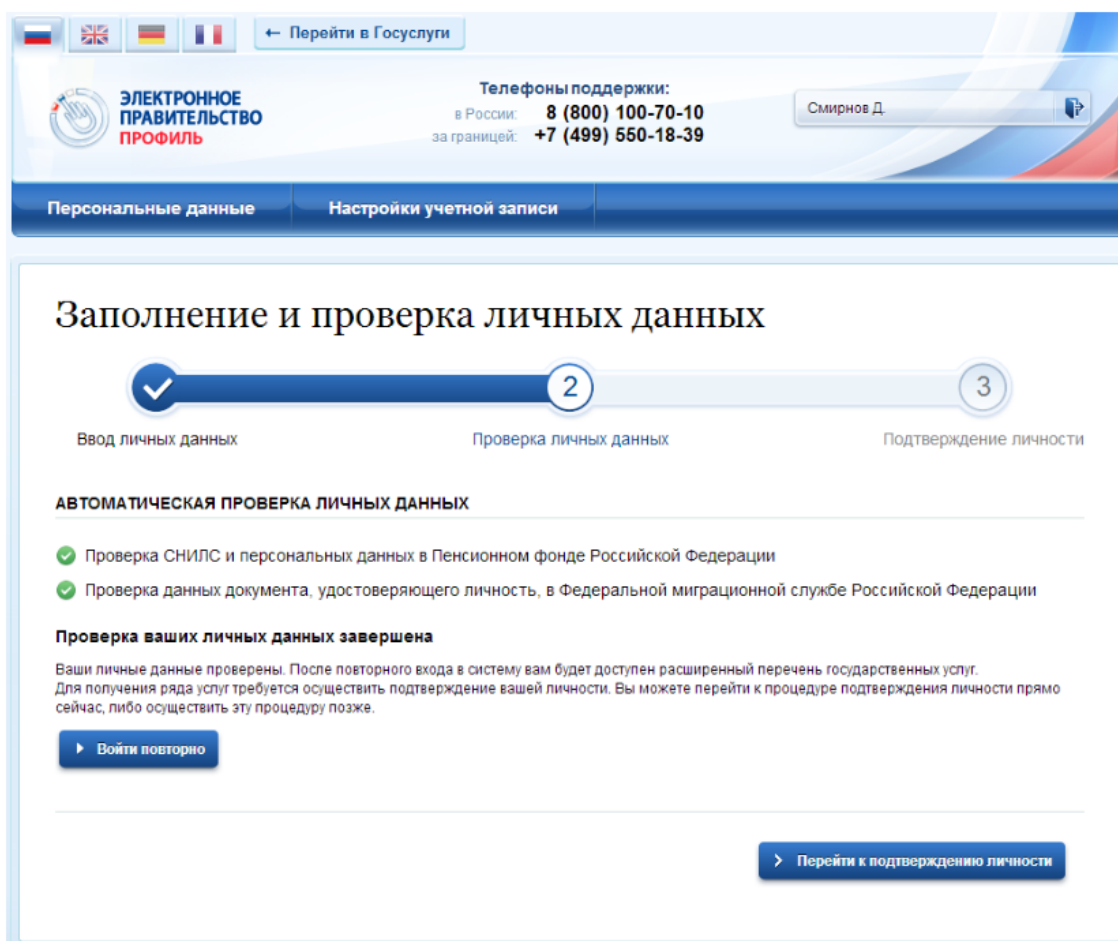 ← Перейти в Госуслуги
ЭЛЕКТРОННОЕ
ПРАВИТЕЛЬСТВО
ПРОФИЛЬ
Телефоны поддержки:
в России: 8 (800) 100-70-10
за границей: +7 (499) 550-18-39
Смирнов Д.
Персональные данные Настройки учетной записи
Заполнение и проверка личных данных
2 3
Ввод личных данных Проверка личных данных Подтверждение личности
АВТОМАТИЧЕСКАЯ ПРОВЕРКА ЛИЧНЫХ ДАННЫХ
Проверка СНИЛС и персональных данных в Пенсионном фонде Российской Федерации
Проверка данных документа, удостоверяющего личность, в Федеральной миграционной службе Российской Федерации
Проверка ваших личных данных завершена
Ваши личные данные проверены. После повторного входа в систему вам будет доступен расширенный перечень государственных услуг.
Для получения ряда услуг требуется осуществить подтверждение вашей личности. Вы можете перейти к процедуре подтверждения личности прямо
сейчас, либо осуществить эту процедуру позже.
Войти повторно
Перейти к подтверждению личности